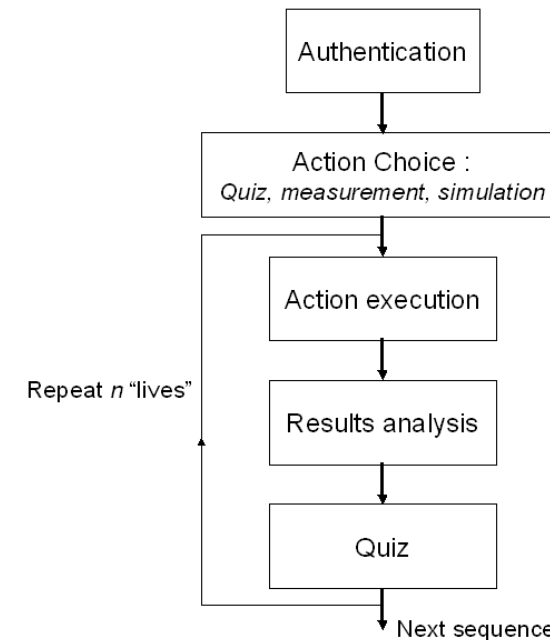 Authentication
Action Choice :
Quiz, measurement, simulation
Action execution
Repeat n “lives”
Results analysis
Quiz
Next sequence